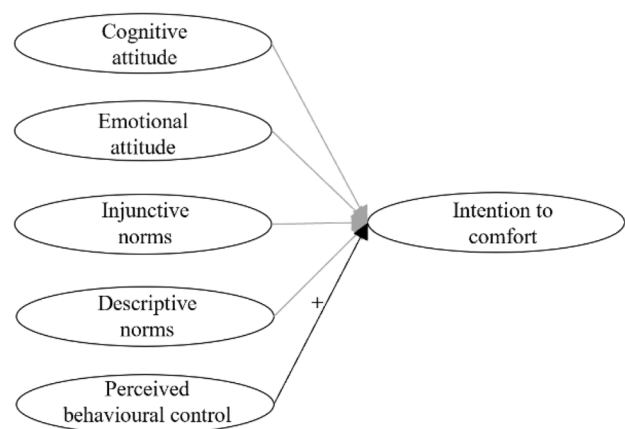 Cognitive
attitude
Emotional
attitude
Injunctive
norms
Descriptive
norms
Perceived
behavioural control
+
Intention to
comfort